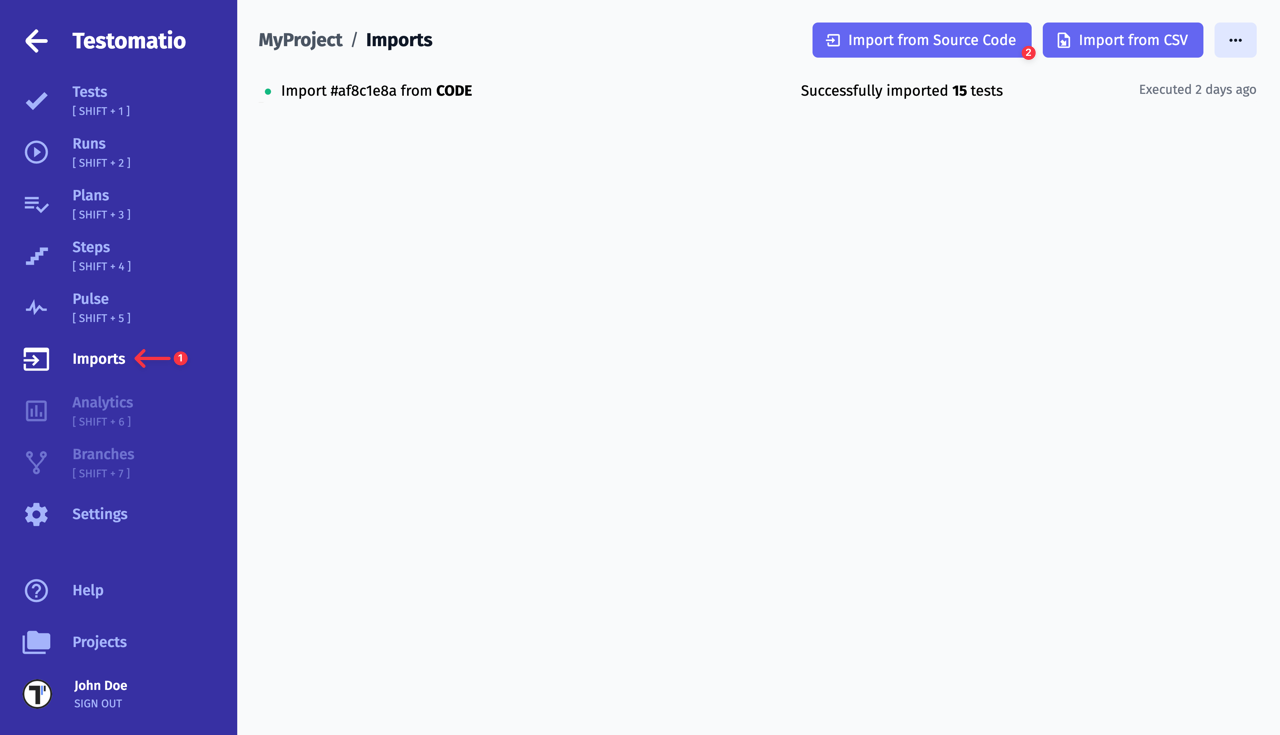 Testomatio
Tests
[ SHIFT + 1 ]
Runs
[ SHIFT + 2 ]
Plans
[ SHIFT + 3 ]
Steps
[ SHIFT + 4 ]
Pulse
[ SHIFT + 5 ]
Imports 1
Analytics
[ SHIFT + 6 ]
Branches
[ SHIFT + 7 ]
Settings
Help
Projects
John Doe
SIGN OUT
MyProject / Imports
Import from Source Code 2
Import from CSV
Import #af8c1e8a from CODE
Successfully imported 15 tests
Executed 2 days ago